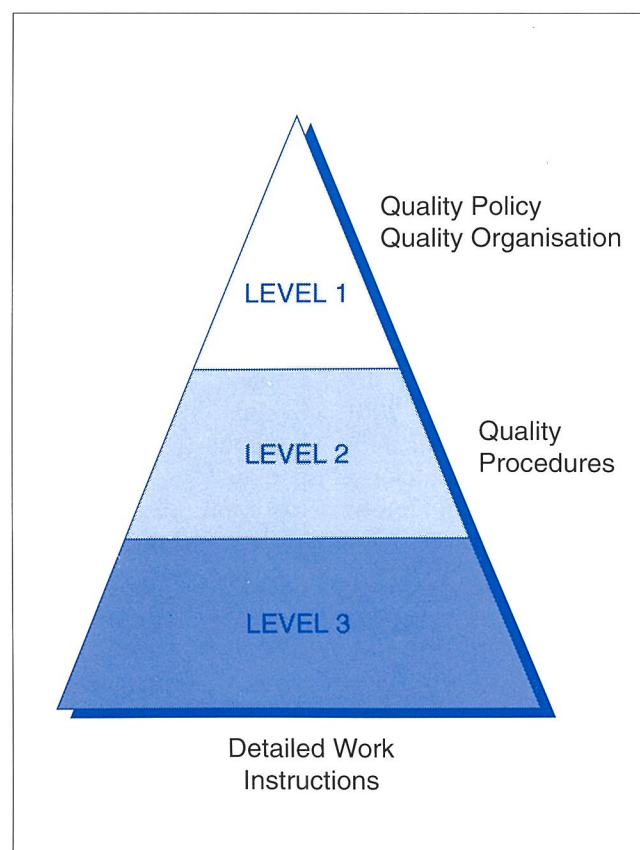 Quality Policy
Quality Organisation
LEVEL 1
Quality
Procedures
LEVEL 2
LEVEL 3
Detailed Work
Instructions